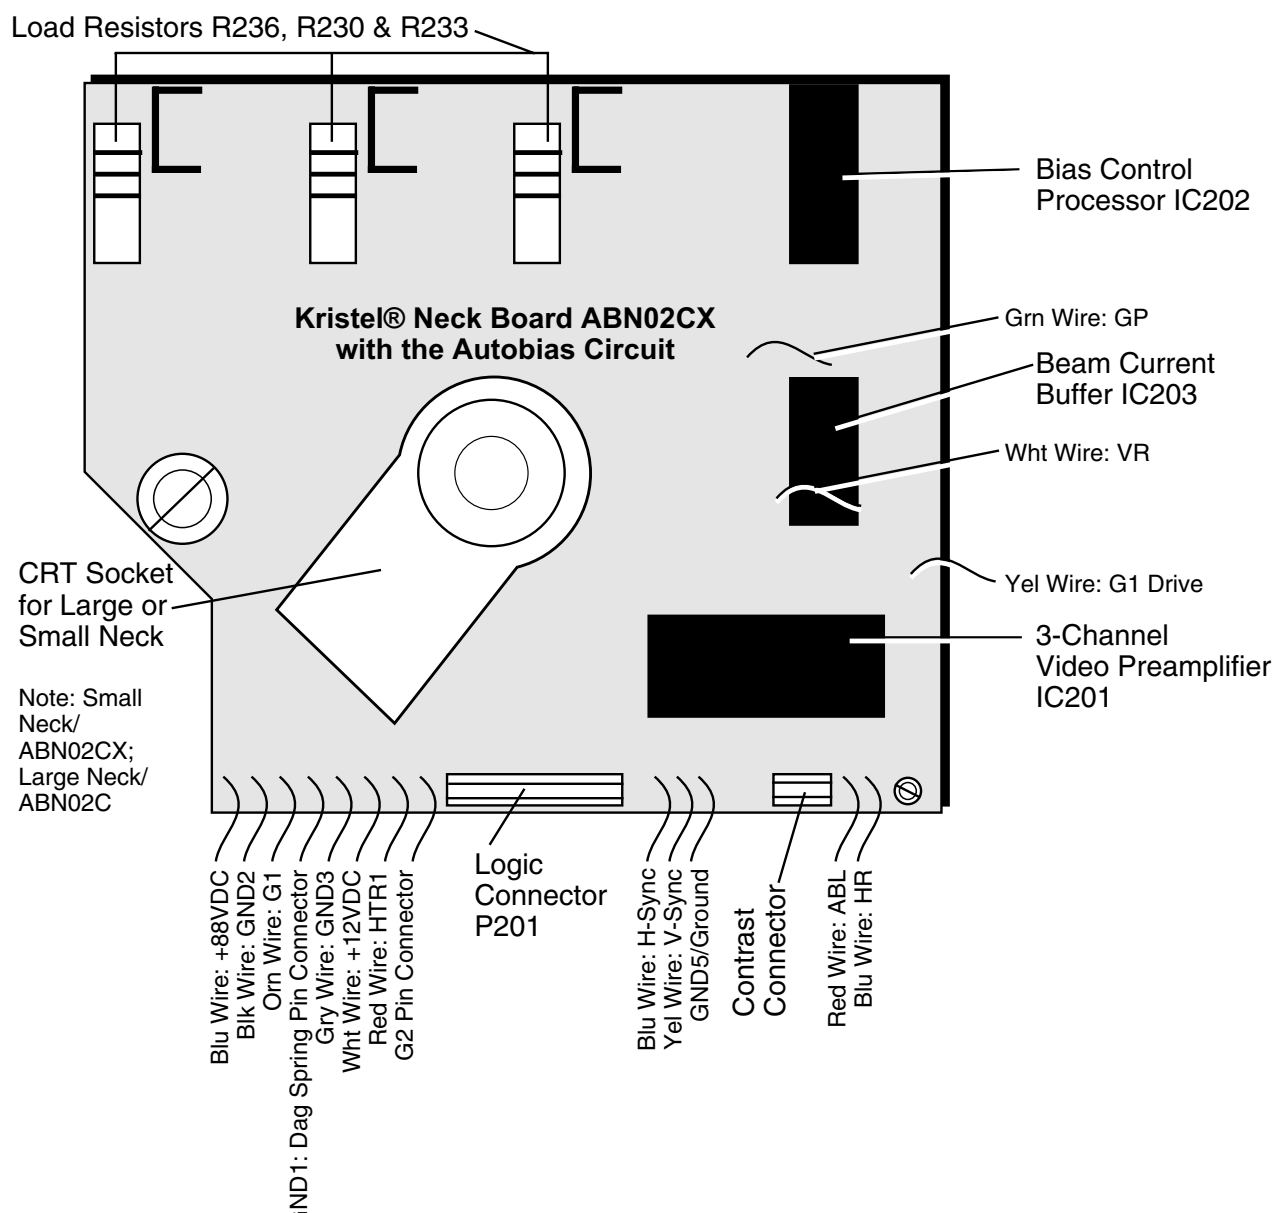 Load Resistors R236, R230 & R233
Bias Control
Processor IC202
Kristel® Neck Board ABN02CX
with the Autobias Circuit
Grn Wire: GP
Beam Current
Buffer IC203
Wht Wire: VR
CRT Socket
for Large or
Small Neck
Yel Wire: G1 Drive
3-Channel
Video Preamplifier
IC201
Note: Small
Neck/
ABN02CX;
Large Neck/
ABN02C
Blu Wire: +88VDC
Blk Wire: GND2
Orn Wire: G1
GND1: Dag Spring Pin Connector
Gry Wire: GND3
Wht Wire: +12VDC
Red Wire: HTR1
G2 Pin Connector
Logic
Connector
P201
Blu Wire: H-Sync
Yel Wire: V-Sync
GND5/Ground
Contrast
Connector
Red Wire: ABL
Blu Wire: HR